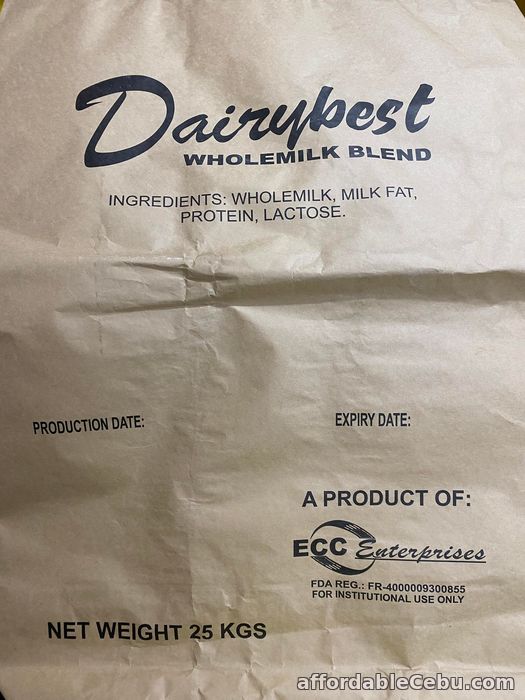 Dairybest
WHOLEMILK BLEND
INGREDIENTS: WHOLEMILK, MILK FAT,
PROTEIN, LACTOSE.
PRODUCTION DATE:
EXPIRY DATE:
A PRODUCT OF:
ECC Enterprises
FDA REG.: FR-4000009300855
FOR INSTITUTIONAL USE ONLY
NET WEIGHT 25 KGS
affordableCebu.com